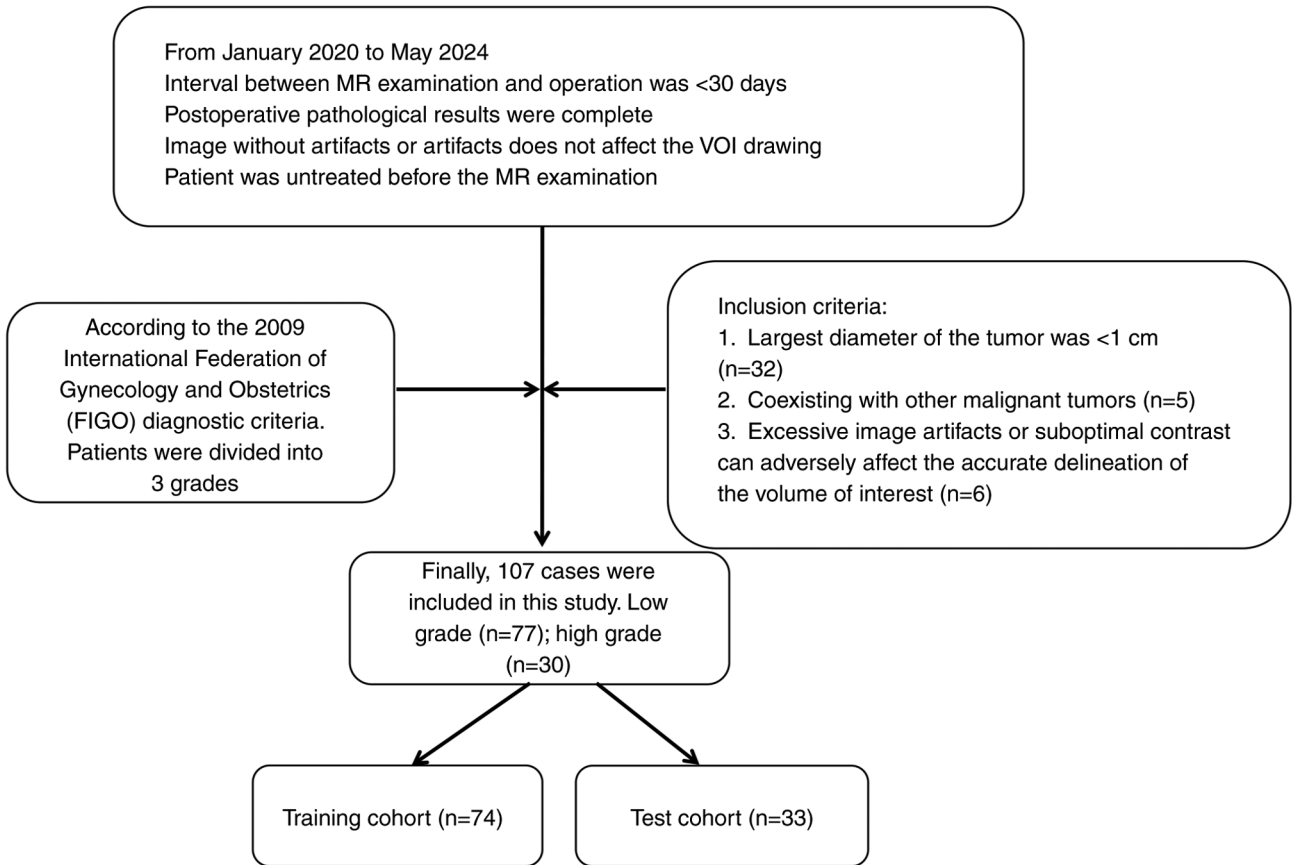 From January 2020 to May 2024
Interval between MR examination and operation was <30 days
Postoperative pathological results were complete
Image without artifacts or artifacts does not affect the VOI drawing
Patient was untreated before the MR examination
According to the 2009
International Federation of
Gynecology and Obstetrics
(FIGO) diagnostic criteria.
Patients were divided into
3 grades
Inclusion criteria:
1. Largest diameter of the tumor was <1 cm
(n=32)
2. Coexisting with other malignant tumors (n=5)
3. Excessive image artifacts or suboptimal contrast
can adversely affect the accurate delineation of
the volume of interest (n=6)
Finally, 107 cases were
included in this study. Low
grade (n=77); high grade
(n=30)
Training cohort (n=74)
Test cohort (n=33)